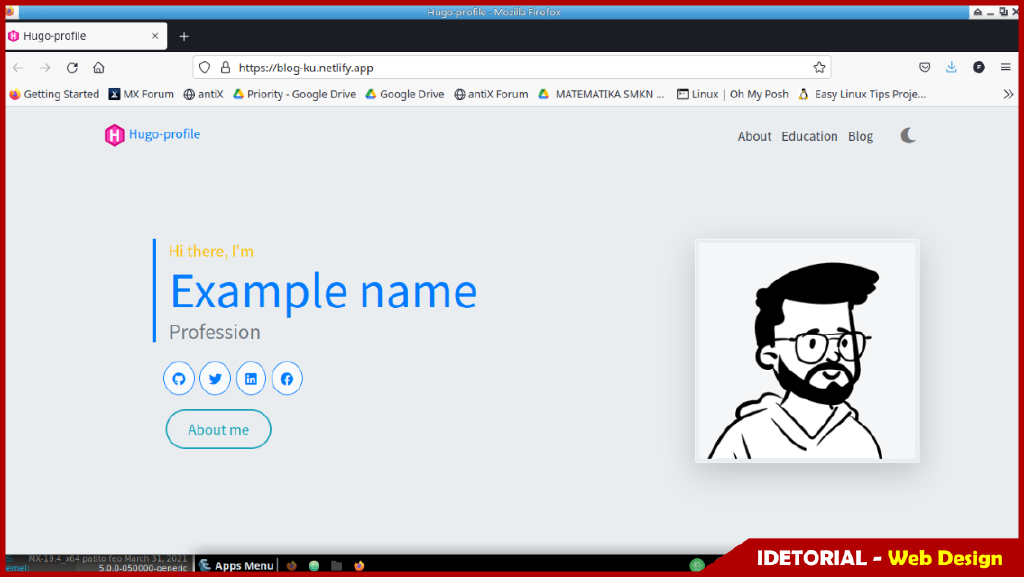 Hugo-profile - Mozilla Firefox
Hugo-profile
https://blog-ku.netlify.app
Getting Started MX Forum antiX Priority - Google Drive Google Drive antiX Forum MATEMATIKA SMKN ... Linux | Oh My Posh Easy Linux Tips Proje...
Hugo-profile
About Education Blog
Hi there, I'm
Example name
Profession
About me
NX-19.4_x64 patito feo March 31, 2021
ernel: 5.0.0-050000-generic
Apps Menu
IDETORIAL - Web Design